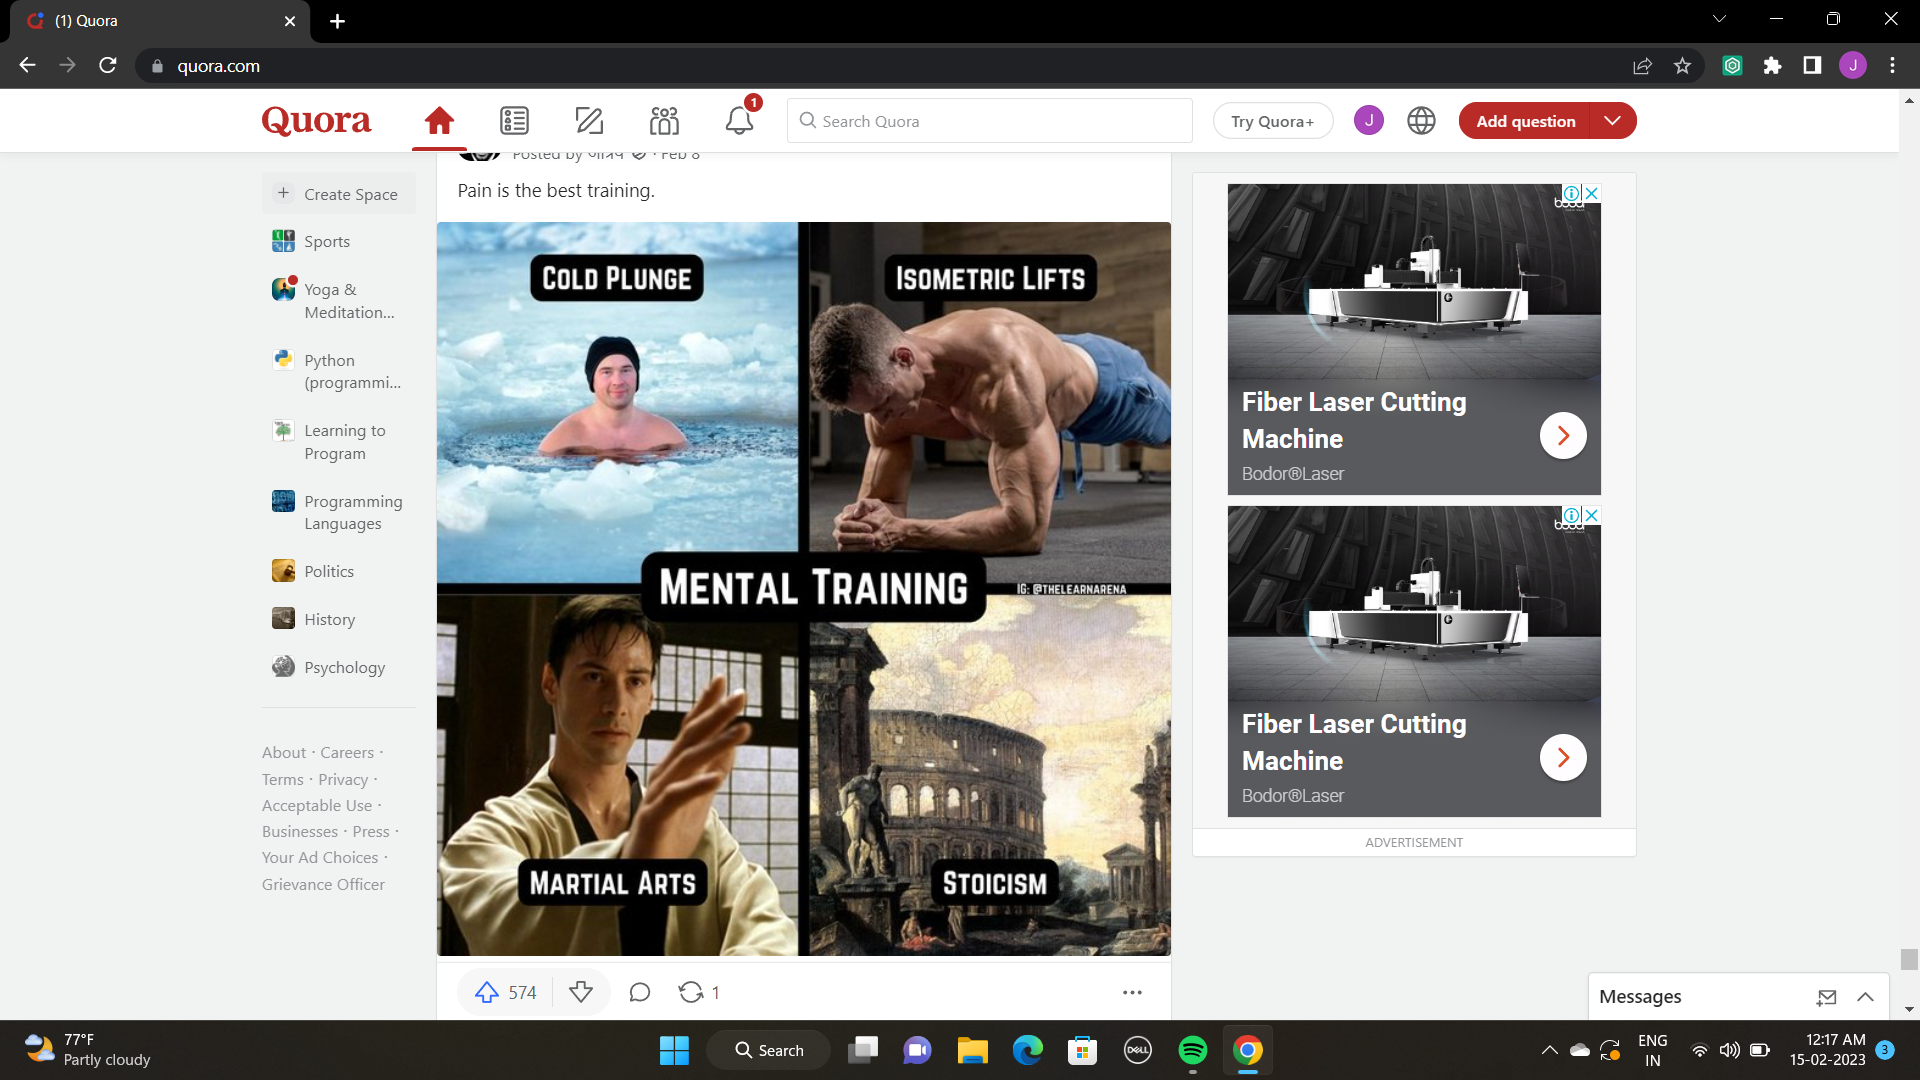 (1) Quora
quora.com
Quora
1
Search Quora
Try Quora+
J
Add question
J
Posted by
Feb 8
Pain is the best training.
COLD PLUNGE
ISOMETRIC LIFTS
MENTAL TRAINING
IG: @THELEARNARENA
MARTIAL ARTS
STOICISM
574
1
Create Space
Sports
Yoga &
Meditation...
Python
(programmi...
Learning to
Program
Programming
Languages
Politics
History
Psychology
About · Careers ·
Terms · Privacy ·
Acceptable Use ·
Businesses · Press ·
Your Ad Choices ·
Grievance Officer
Fiber Laser Cutting
Machine
Bodor®Laser
Fiber Laser Cutting
Machine
Bodor®Laser
ADVERTISEMENT
Messages
77°F
Partly cloudy
Search
DELL
ENG
IN
12:17 AM
15-02-2023
3